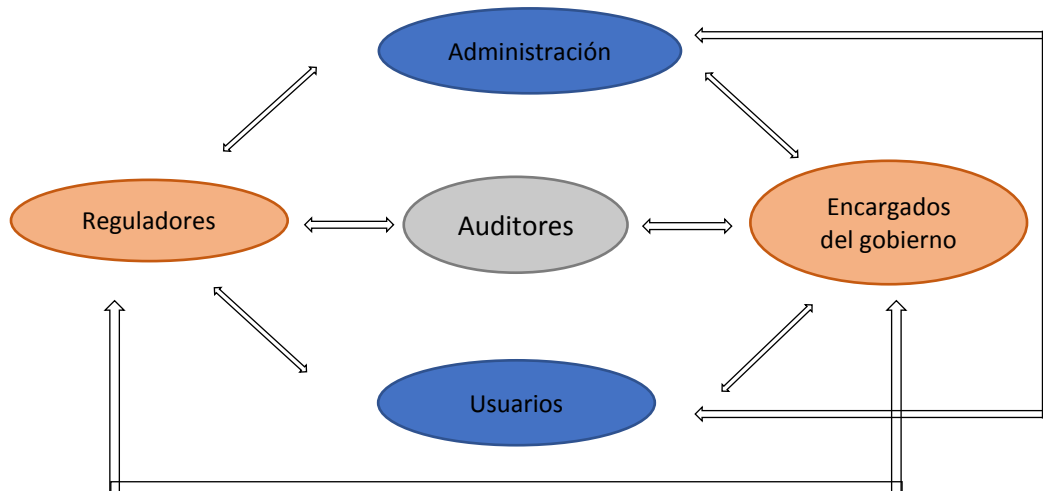 Administración
Reguladores
Auditores
Encargados
del gobierno
Usuarios